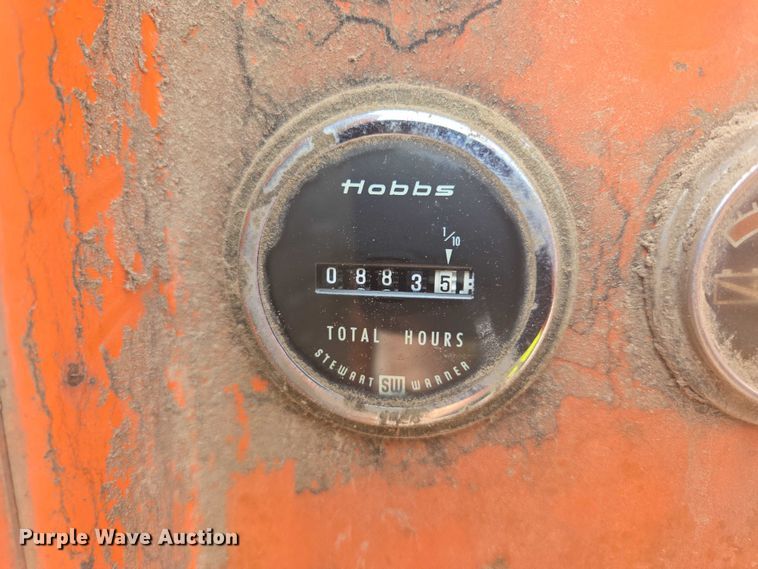 Hobbs
1/10
08835
TOTAL HOURS
STEWART SW WARNER
Purple Wave Auction